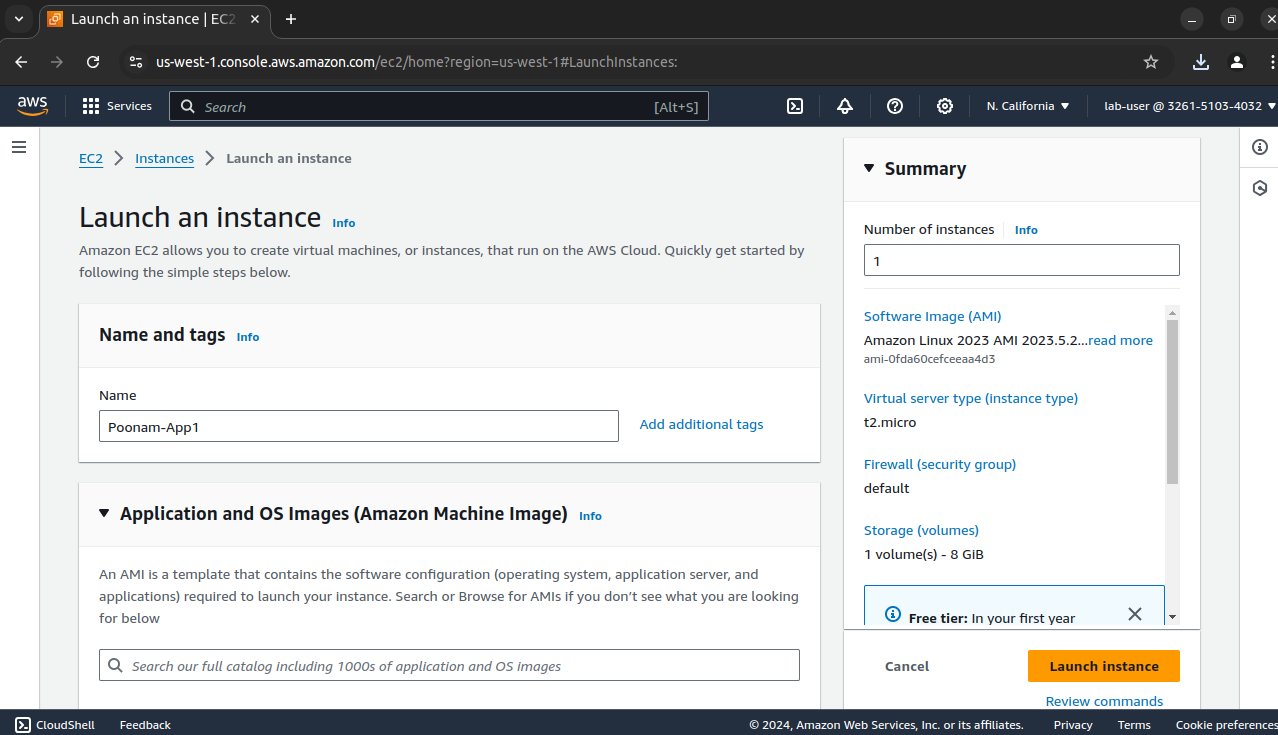 Launch an instance | EC2
us-west-1.console.aws.amazon.com/ec2/home?region=us-west-1#LaunchInstances:
aws
Services
Search
[Alt+S]
N. California
lab-user @ 3261-5103-4032
EC2
Instances
Launch an instance
Launch an instance Info
Amazon EC2 allows you to create virtual machines, or instances, that run on the AWS Cloud. Quickly get started by
following the simple steps below.
Name and tags Info
Name
Poonam-App1
Add additional tags
Application and OS Images (Amazon Machine Image) Info
An AMI is a template that contains the software configuration (operating system, application server, and
applications) required to launch your instance. Search or Browse for AMIs if you don’t see what you are looking
for below
Search our full catalog including 1000s of application and OS images
Summary
Number of instances Info
1
Software Image (AMI)
Amazon Linux 2023 AMI 2023.5.2...read more
ami-0fda60cefceeaa4d3
Virtual server type (instance type)
t2.micro
Firewall (security group)
default
Storage (volumes)
1 volume(s) - 8 GiB
Free tier: In your first year
Cancel
Launch instance
Review commands
CloudShell
Feedback
© 2024, Amazon Web Services, Inc. or its affiliates.
Privacy
Terms
Cookie preferences